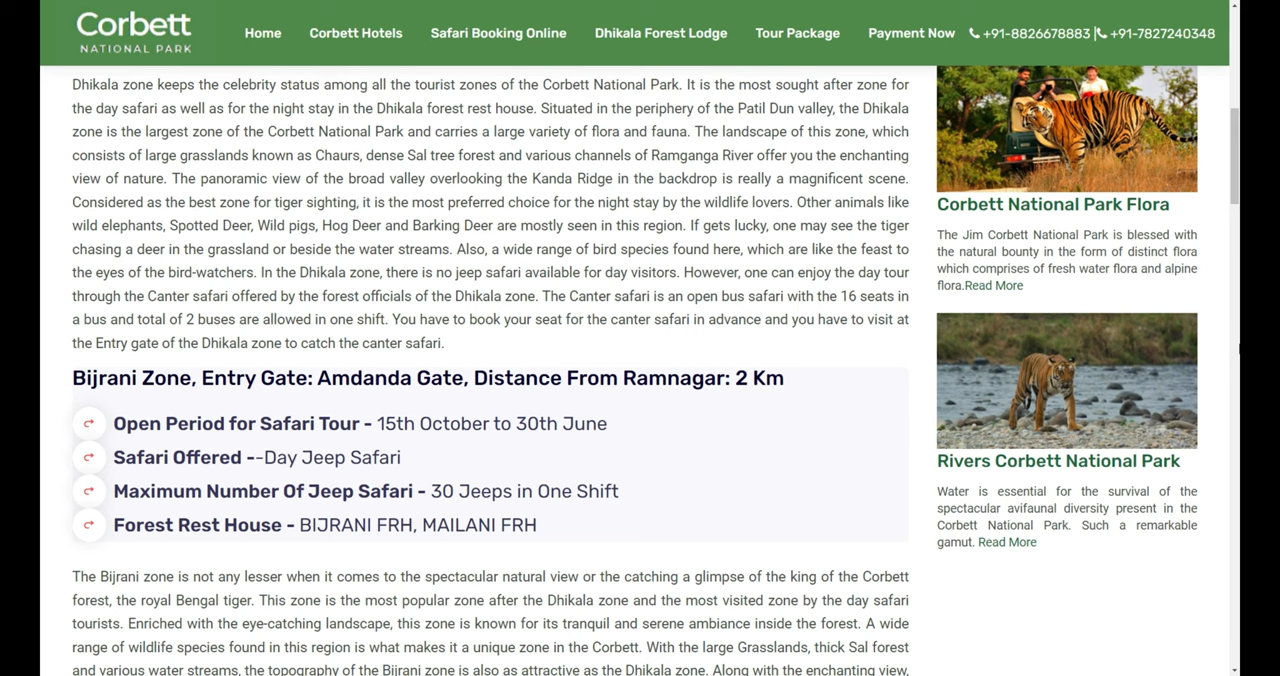 Corbett
NATIONAL PARK
Home
Corbett Hotels
Safari Booking Online
Dhikala Forest Lodge
Tour Package
Payment Now
+91-8826678883 | +91-7827240348
Dhikala zone keeps the celebrity status among all the tourist zones of the Corbett National Park. It is the most sought after zone for
the day safari as well as for the night stay in the Dhikala forest rest house. Situated in the periphery of the Patil Dun valley, the Dhikala
zone is the largest zone of the Corbett National Park and carries a large variety of flora and fauna. The landscape of this zone, which
consists of large grasslands known as Chaurs, dense Sal tree forest and various channels of Ramganga River offer you the enchanting
view of nature. The panoramic view of the broad valley overlooking the Kanda Ridge in the backdrop is really a magnificent scene.
Considered as the best zone for tiger sighting, it is the most preferred choice for the night stay by the wildlife lovers. Other animals like
wild elephants, Spotted Deer, Wild pigs, Hog Deer and Barking Deer are mostly seen in this region. If gets lucky, one may see the tiger
chasing a deer in the grassland or beside the water streams. Also, a wide range of bird species found here, which are like the feast to
the eyes of the bird-watchers. In the Dhikala zone, there is no jeep safari available for day visitors. However, one can enjoy the day tour
through the Canter safari offered by the forest officials of the Dhikala zone. The Canter safari is an open bus safari with the 16 seats in
a bus and total of 2 buses are allowed in one shift. You have to book your seat for the canter safari in advance and you have to visit at
the Entry gate of the Dhikala zone to catch the canter safari.
Bijrani Zone, Entry Gate: Amdanda Gate, Distance From Ramnagar: 2 Km
Open Period for Safari Tour - 15th October to 30th June
Safari Offered --Day Jeep Safari
Maximum Number Of Jeep Safari - 30 Jeeps in One Shift
Forest Rest House - BIJRANI FRH, MAILANI FRH
The Bijrani zone is not any lesser when it comes to the spectacular natural view or the catching a glimpse of the king of the Corbett
forest, the royal Bengal tiger. This zone is the most popular zone after the Dhikala zone and the most visited zone by the day safari
tourists. Enriched with the eye-catching landscape, this zone is known for its tranquil and serene ambiance inside the forest. A wide
range of wildlife species found in this region is what makes it a unique zone in the Corbett. With the large Grasslands, thick Sal forest
and various water streams, the topography of the Bijrani zone is also as attractive as the Dhikala zone. Along with the enchanting view,
Corbett National Park Flora
The Jim Corbett National Park is blessed with
the natural bounty in the form of distinct flora
which comprises of fresh water flora and alpine
flora.Read More
Rivers Corbett National Park
Water is essential for the survival of the
spectacular avifaunal diversity present in the
Corbett National Park. Such a remarkable
gamut. Read More